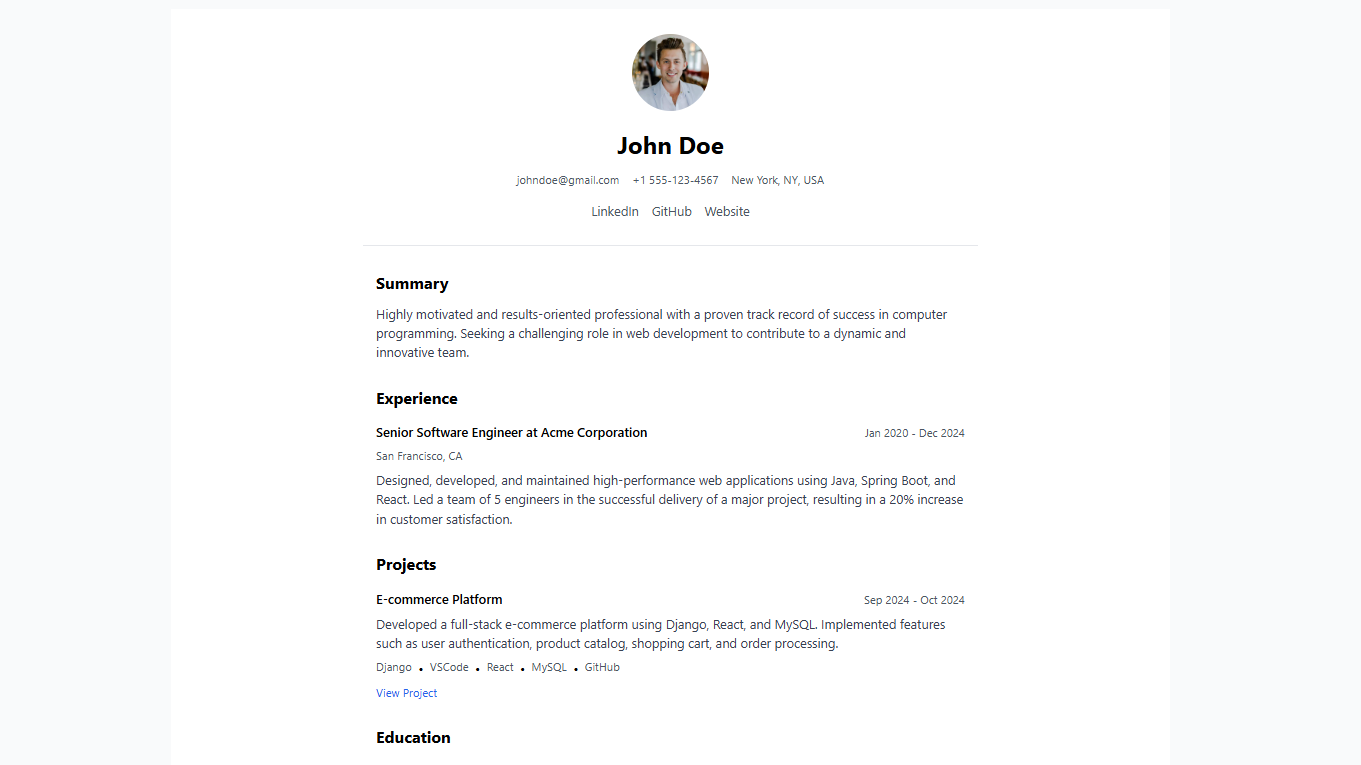 John Doe
johndoe@gmail.com +1 555-123-4567 New York, NY, USA
LinkedIn GitHub Website
Summary
Highly motivated and results-oriented professional with a proven track record of success in computer
programming. Seeking a challenging role in web development to contribute to a dynamic and
innovative team.
Experience
Senior Software Engineer at Acme Corporation Jan 2020 - Dec 2024
San Francisco, CA
Designed, developed, and maintained high-performance web applications using Java, Spring Boot, and
React. Led a team of 5 engineers in the successful delivery of a major project, resulting in a 20% increase
in customer satisfaction.
Projects
E-commerce Platform Sep 2024 - Oct 2024
Developed a full-stack e-commerce platform using Django, React, and MySQL. Implemented features
such as user authentication, product catalog, shopping cart, and order processing.
Django • VSCode • React • MySQL • GitHub
View Project
Education